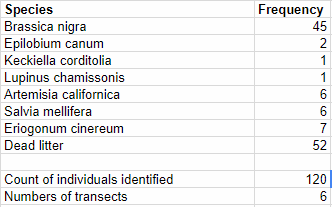 Species Frequency
Brassica nigra 45
Epilobium canum 2
Keckiella corditolia 1
Lupinus chamissonis 1
Artemisia californica 6
Salvia mellifera 6
Eriogonum cinereum 7
Dead litter 52
Count of individuals identified 120
Numbers of transects 6